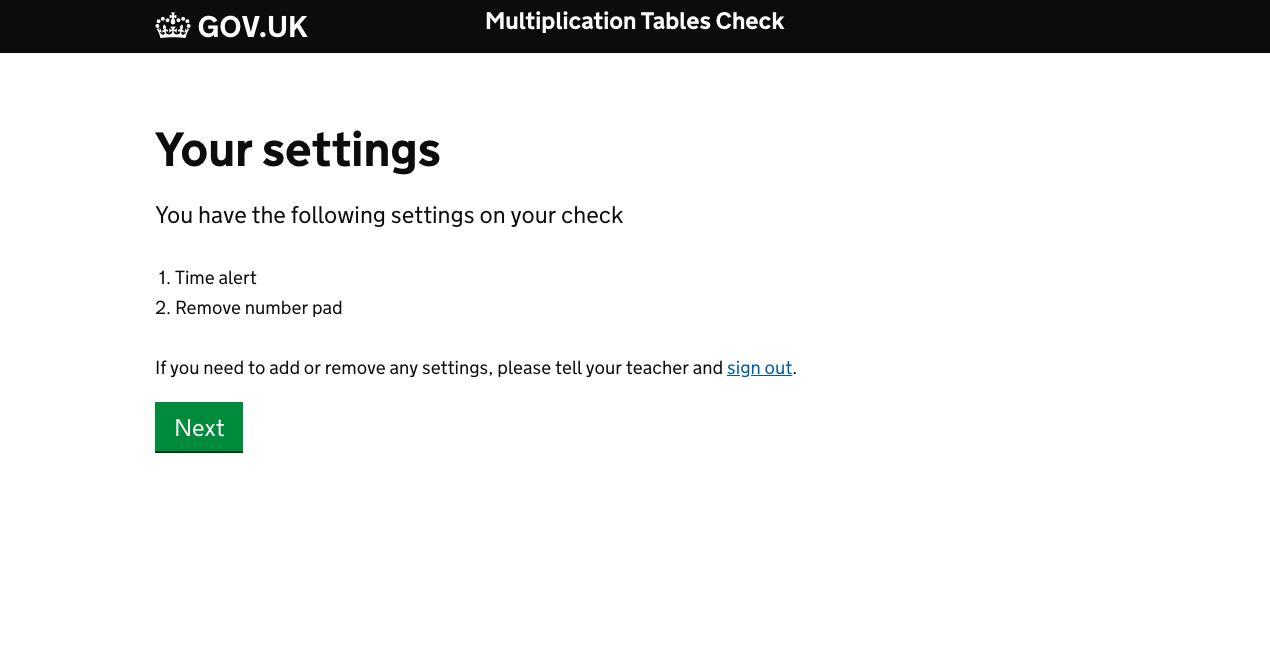 GOV.UK
Multiplication Tables Check
Your settings
You have the following settings on your check
1. Time alert
2. Remove number pad
If you need to add or remove any settings, please tell your teacher and sign out.
Next